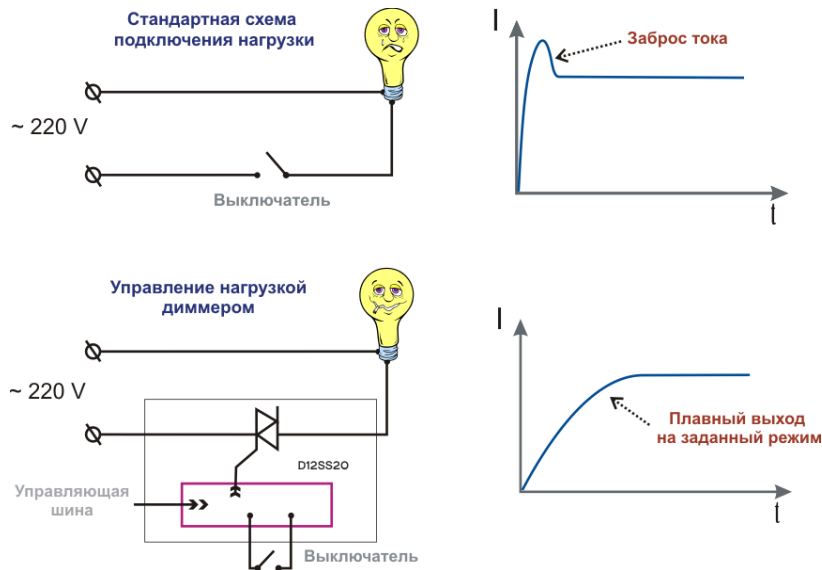 Стандартная схема
подключения нагрузки
I
Заброс тока
~ 220 V
Выключатель
t
Управление нагрузкой
диммером
I
~ 220 V
Плавный выход
на заданный режим
D12SS20
Управляющая
шина
t
Выключатель